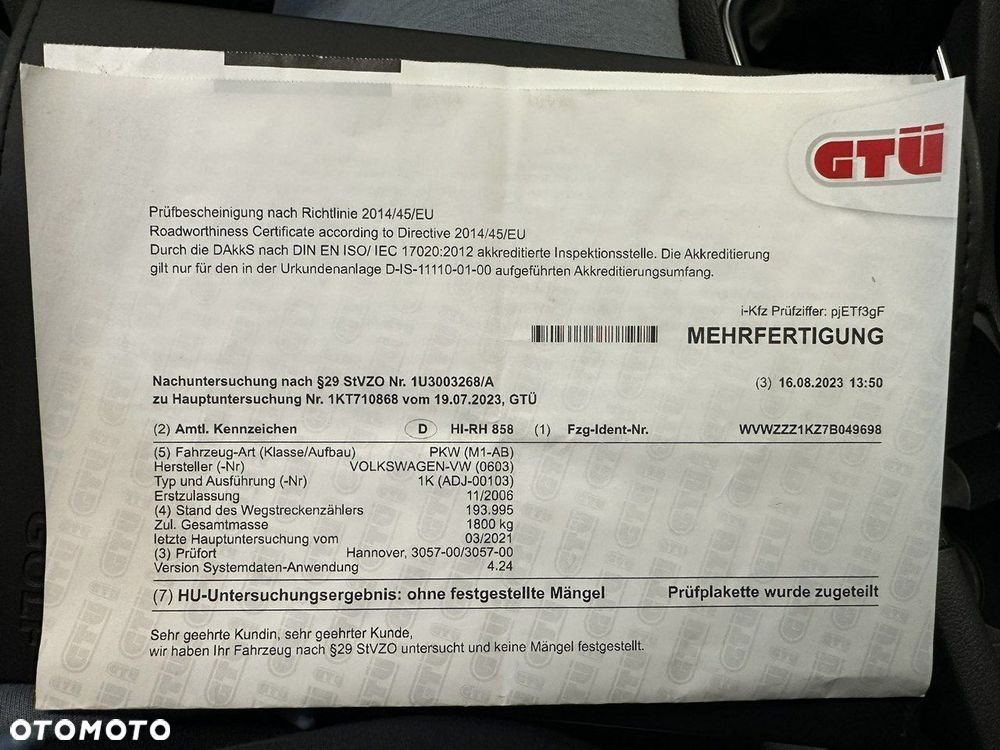 GTÜ
Prüfbescheinigung nach Richtlinie 2014/45/EU
Roadworthiness Certificate according to Directive 2014/45/EU
Durch die DAkkS nach DIN EN ISO/ IEC 17020:2012 akkreditierte Inspektionsstelle. Die Akkreditierung
gilt nur für den in der Urkundenanlage D-IS-11110-01-00 aufgeführten Akkreditierungsumfang.
i-Kfz Prüfziffer: pjETf3gF
MEHRFERTIGUNG
Nachuntersuchung nach §29 StVZO Nr. 1U3003268/A (3) 16.08.2023 13:50
zu Hauptuntersuchung Nr. 1KT710868 vom 19.07.2023, GTÜ
(2) Amtl. Kennzeichen D HI-RH 858 (1) Fzg-Ident-Nr. WVWZZZ1KZ7B049698
(5) Fahrzeug-Art (Klasse/Aufbau) PKW (M1-AB)
Hersteller (-Nr) VOLKSWAGEN-VW (0603)
Typ und Ausführung (-Nr) 1K (ADJ-00103)
Erstzulassung 11/2006
(4) Stand des Wegstreckenzählers 193.995
Zul. Gesamtmasse 1800 kg
letzte Hauptuntersuchung vom 03/2021
(3) Prüfort Hannover, 3057-00/3057-00
Version Systemdaten-Anwendung 4.24
(7) HU-Untersuchungsergebnis: ohne festgestellte Mängel Prüfplakette wurde zugeteilt
Sehr geehrte Kundin, sehr geehrter Kunde,
wir haben Ihr Fahrzeug nach §29 StVZO untersucht und keine Mängel festgestellt.
GOLF
OTOMOTO